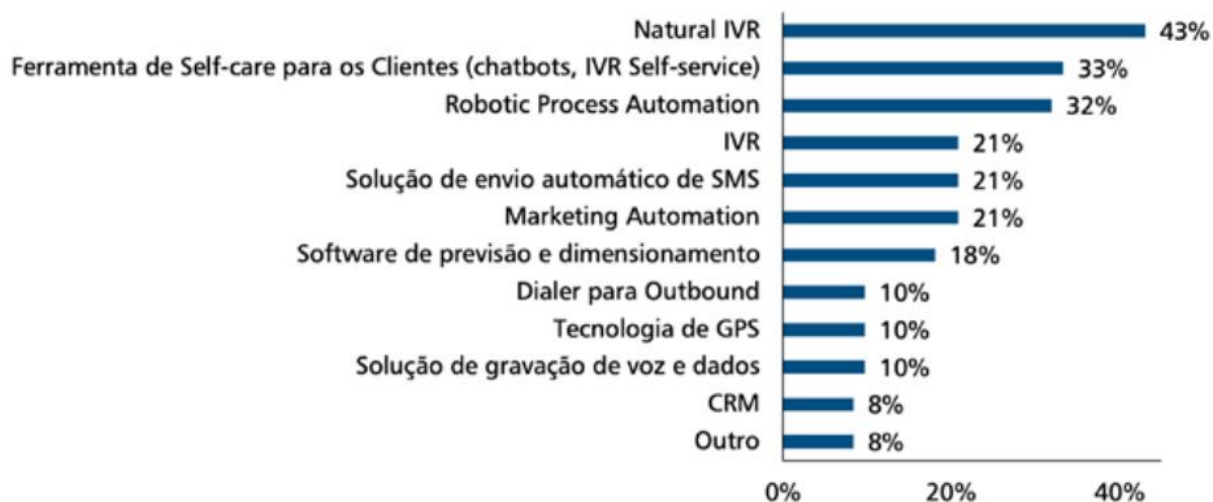 Natural IVR 43%
Ferramenta de Self-care para os Clientes (chatbots, IVR Self-service) 33%
Robotic Process Automation 32%
IVR 21%
Solução de envio automático de SMS 21%
Marketing Automation 21%
Software de previsão e dimensionamento 18%
Dialer para Outbound 10%
Tecnologia de GPS 10%
Solução de gravação de voz e dados 10%
CRM 8%
Outro 8%
0% 20% 40%